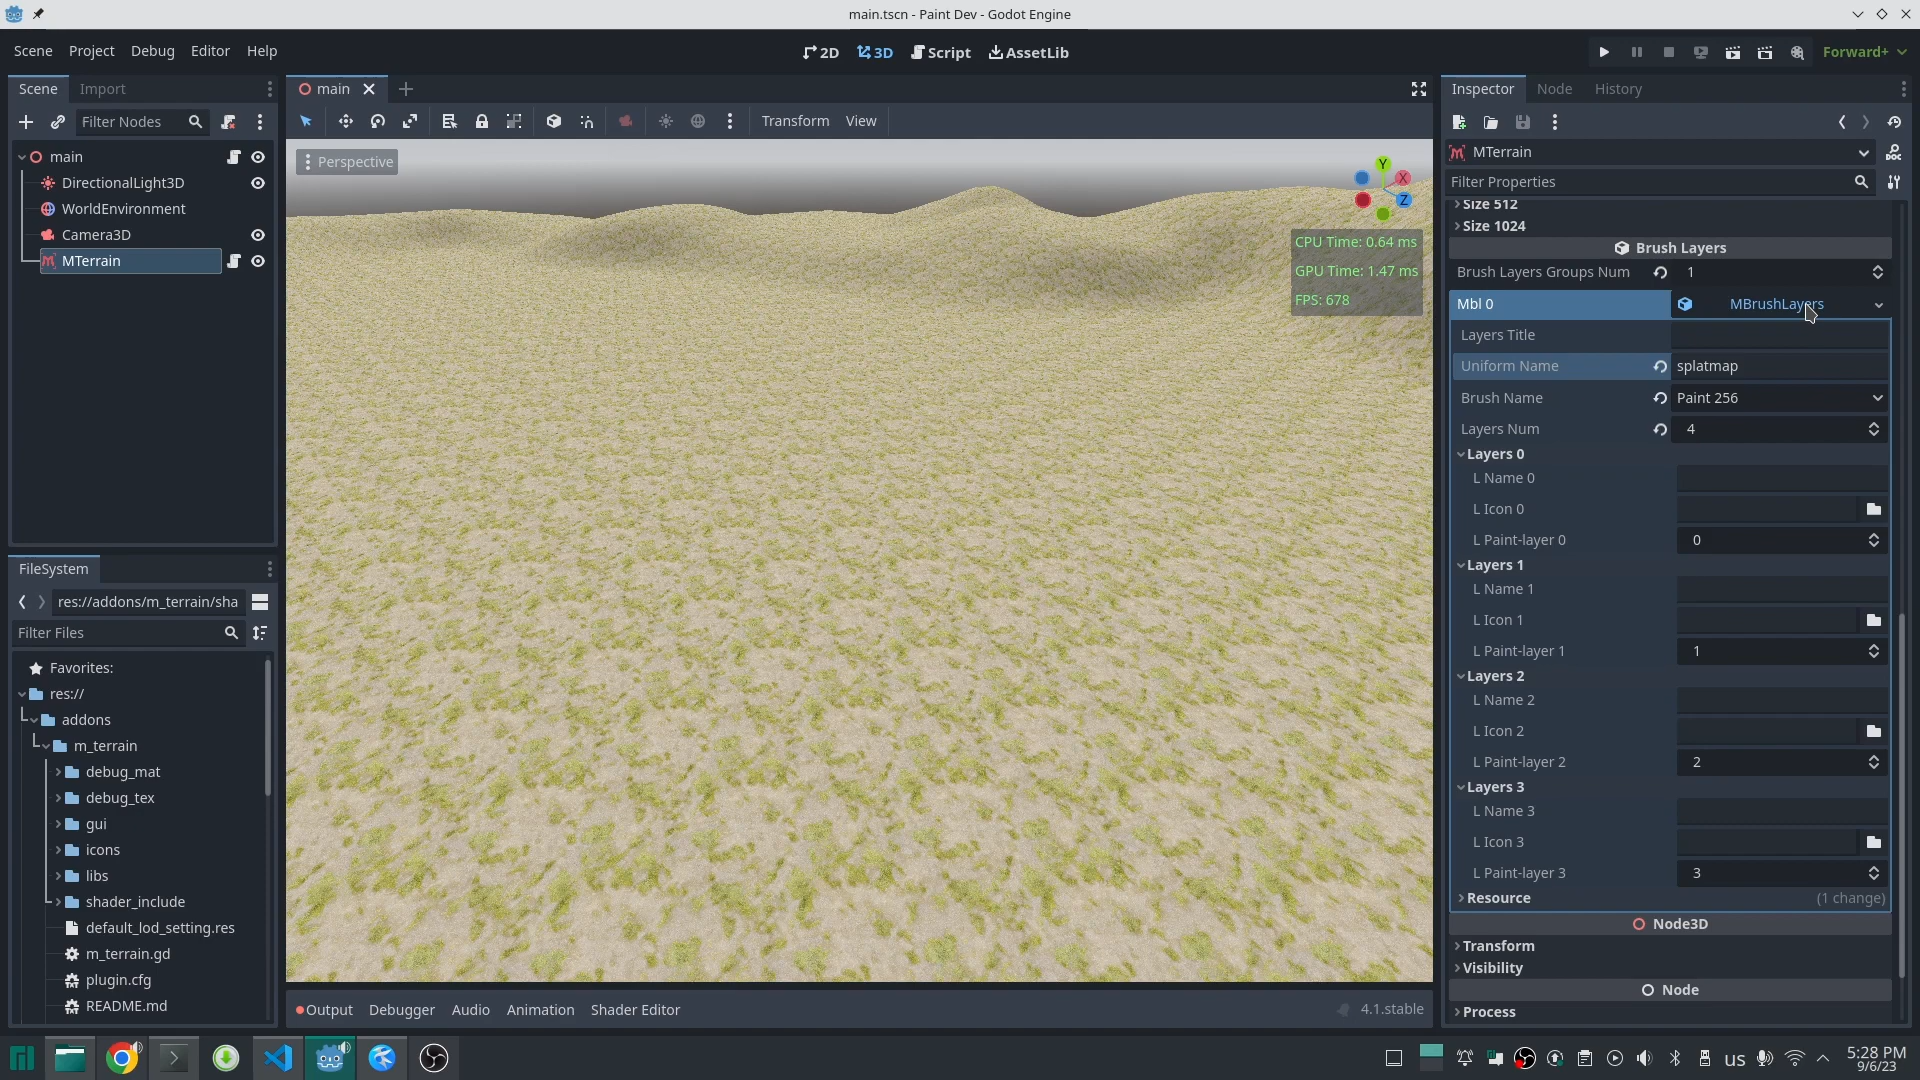 main.tscn - Paint Dev - Godot Engine
Scene Project Debug Editor Help
2D 3D Script AssetLib
Forward+
Scene Import
main
Inspector Node History
Filter Nodes
Transform View
main
DirectionalLight3D
WorldEnvironment
Camera3D
MTerrain
Perspective
Y
X
Z
CPU Time: 0.64 ms
GPU Time: 1.47 ms
FPS: 678
MTerrain
DOC
Filter Properties
Size 512
Size 1024
Brush Layers
Brush Layers Groups Num 1
Mbl 0 MBrushLayers
Layers Title
Uniform Name splatmap
Brush Name Paint 256
Layers Num 4
Layers 0
L Name 0
L Icon 0
L Paint-layer 0 0
Layers 1
L Name 1
L Icon 1
L Paint-layer 1 1
Layers 2
L Name 2
L Icon 2
L Paint-layer 2 2
Layers 3
L Name 3
L Icon 3
L Paint-layer 3 3
Resource (1 change)
Node3D
Transform
Visibility
Node
Process
FileSystem
res://addons/m_terrain/sha
Filter Files
Favorites:
res://
addons
m_terrain
debug_mat
debug_tex
gui
icons
libs
shader_include
default_lod_setting.res
m_terrain.gd
plugin.cfg
README.md
Output Debugger Audio Animation Shader Editor
4.1.stable
us
5:28 PM
9/6/23